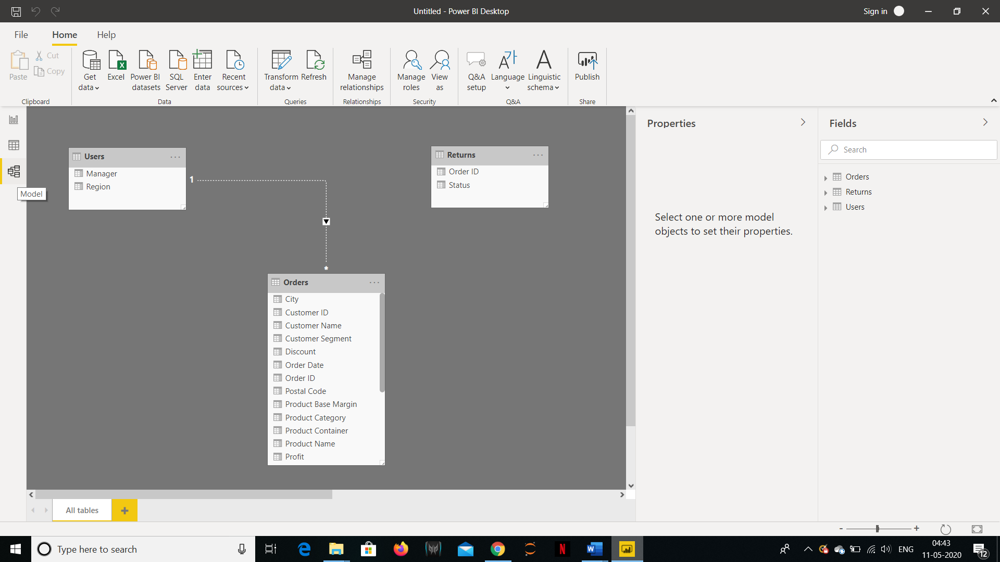 Untitled - Power BI Desktop
Sign in
File
Home
Help
Paste
Cut
Copy
Get data
Excel
Power BI datasets
SQL Server
Enter data
Recent sources
Transform data
Refresh
Manage relationships
Manage roles
View as
Q&A setup
Language
Linguistic schema
Publish
Clipboard
Data
Queries
Relationships
Security
Q&A
Share
Model
Users
Manager
Region
1
*
Returns
Order ID
Status
Orders
City
Customer ID
Customer Name
Customer Segment
Discount
Order Date
Order ID
Postal Code
Product Base Margin
Product Category
Product Container
Product Name
Profit
Properties
Select one or more model
objects to set their properties.
Fields
Search
Orders
Returns
Users
All tables
+
- +
Type here to search
ENG
04:43
11-05-2020
12